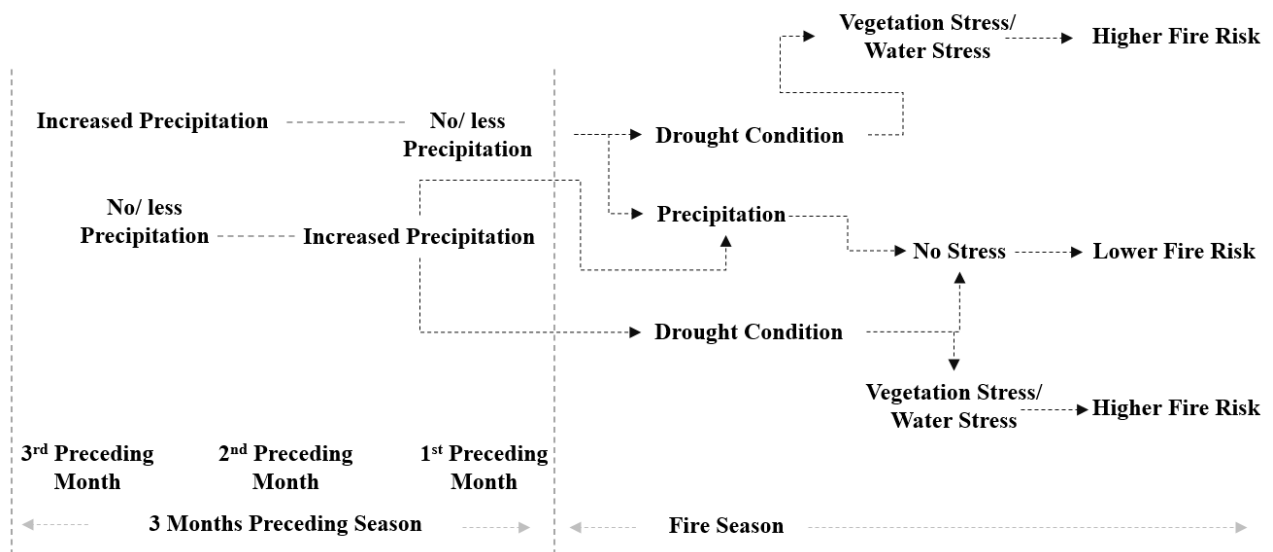 Vegetation Stress/
Water Stress
Higher Fire Risk
Increased Precipitation
No/ less
Precipitation
Drought Condition
No/ less
Precipitation
Increased Precipitation
Precipitation
No Stress
Lower Fire Risk
Drought Condition
Vegetation Stress/
Water Stress
Higher Fire Risk
3rd Preceding
Month
2nd Preceding
Month
1st Preceding
Month
3 Months Preceding Season
Fire Season